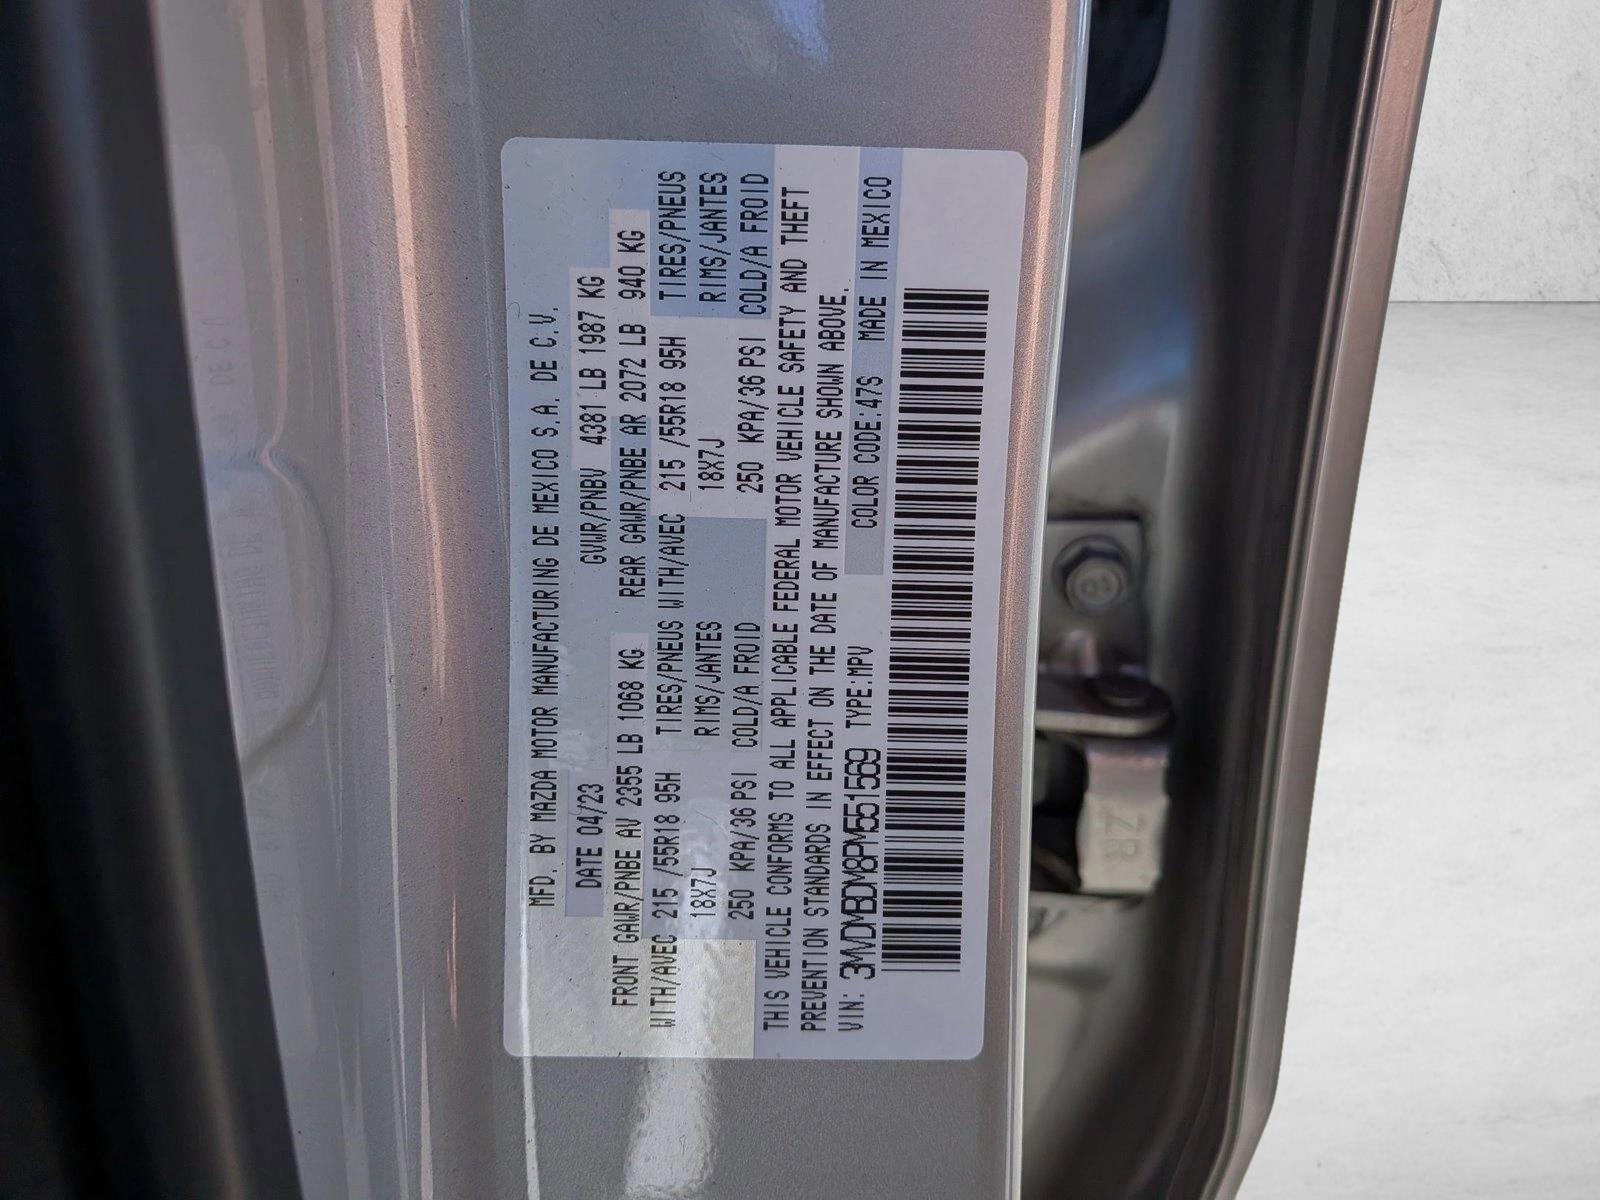 MFD. BY MAZDA MOTOR MANUFACTURING DE MEXICO S.A. DE C.V.
DATE 04/23 GVWR/PNBV 4381 LB 1987 KG
FRONT GAWR/PNBE AV 2355 LB 1068 KG REAR GAWR/PNBE AR 2072 LB 940 KG
WITH/AVEC 215 /55R18 95H TIRES/PNEUS WITH/AVEC 215 /55R18 95H TIRES/PNEUS
18X7J RIMS/JANTES 18X7J RIMS/JANTES
250 KPA/36 PSI COLD/A FROID 250 KPA/36 PSI COLD/A FROID
THIS VEHICLE CONFORMS TO ALL APPLICABLE FEDERAL MOTOR VEHICLE SAFETY AND THEFT
PREVENTION STANDARDS IN EFFECT ON THE DATE OF MANUFACTURE SHOWN ABOVE.
VIN: 3MVDMBDM8PM551569 TYPE:MPV COLOR CODE:47S MADE IN MEXICO
10
ZR